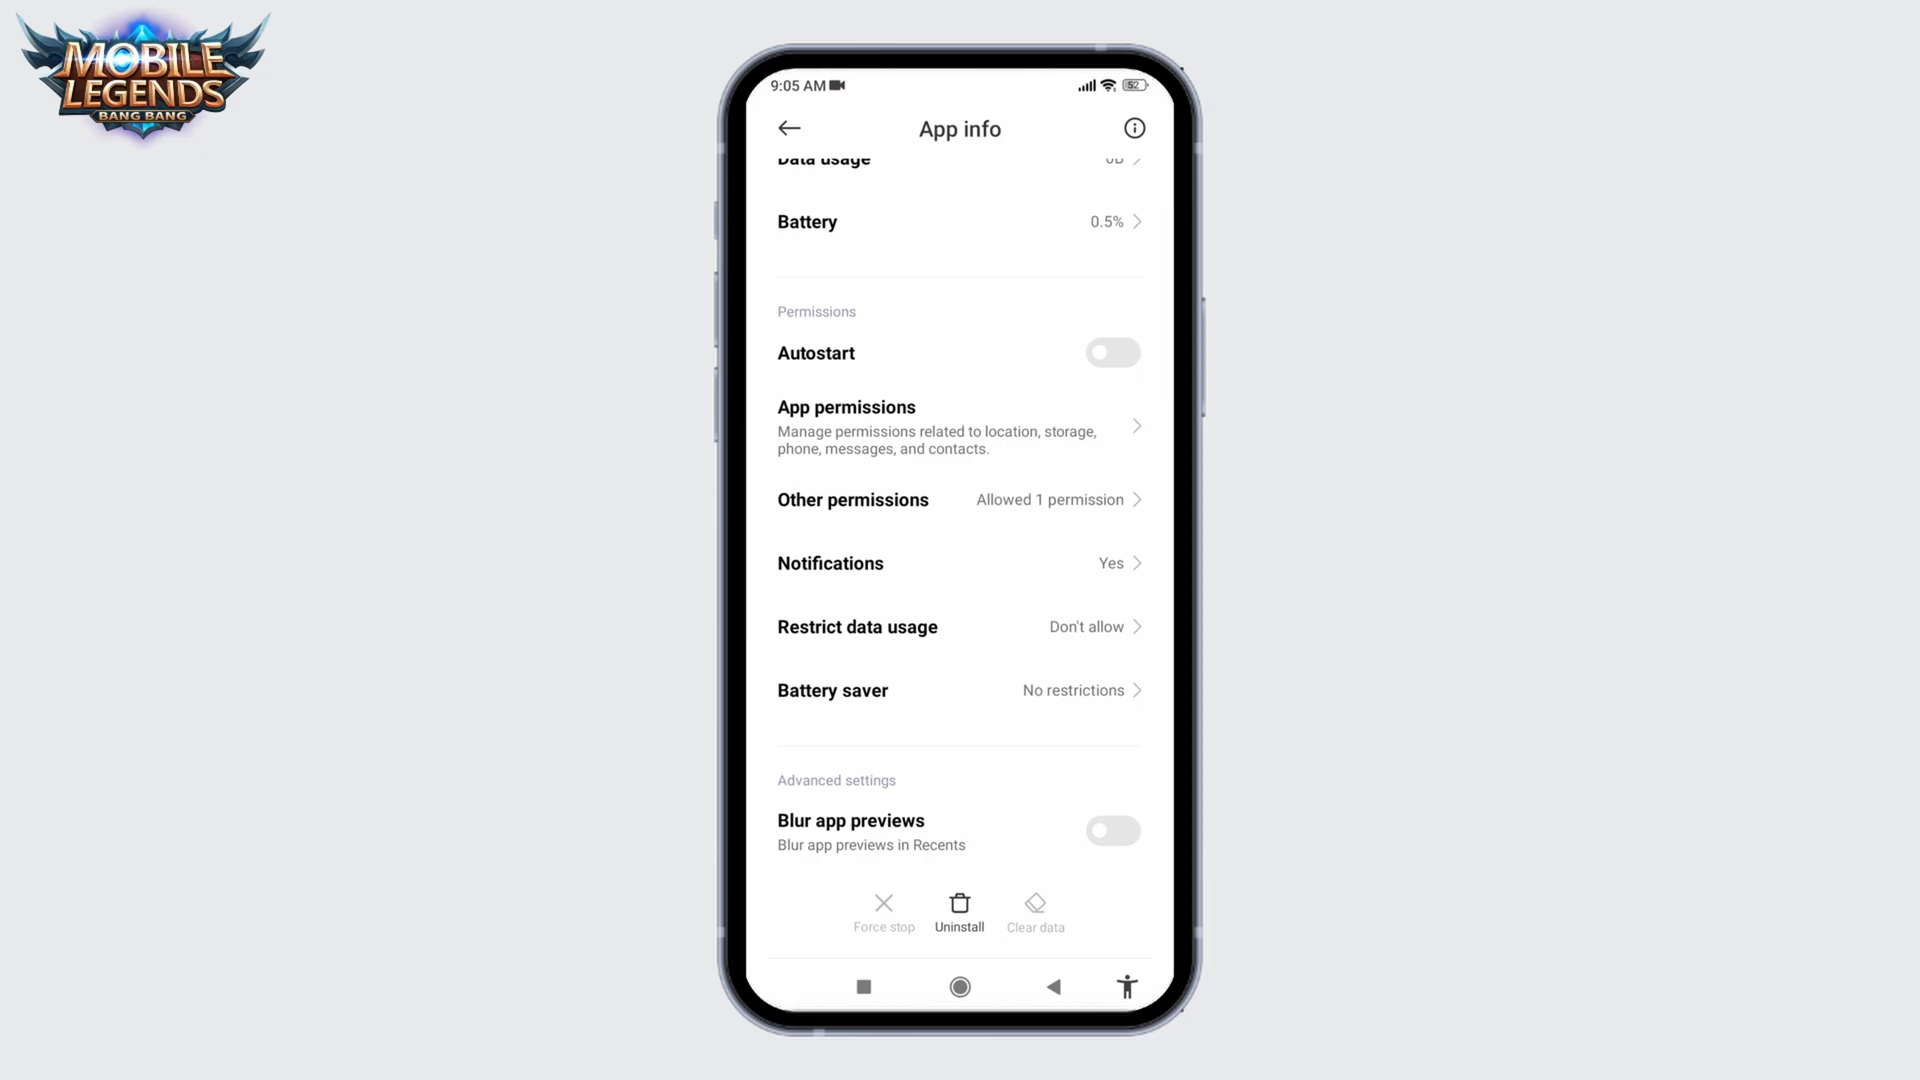 MOBILE
LEGENDS
BANG BANG
9:05 AM
52
App info
Data usage 0B
Battery 0.5%
Permissions
Autostart
App permissions
Manage permissions related to location, storage,
phone, messages, and contacts.
Other permissions Allowed 1 permission
Notifications Yes
Restrict data usage Don't allow
Battery saver No restrictions
Advanced settings
Blur app previews
Blur app previews in Recents
Force stop Uninstall Clear data